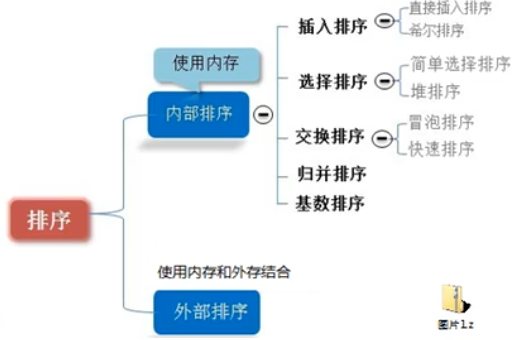 直接插入排序
插入排序
希尔排序
使用内存
简单选择排序
选择排序
堆排序
内部排序
冒泡排序
交换排序
快速排序
归并排序
基数排序
排序
使用内存和外存结合
外部排序
图片1z